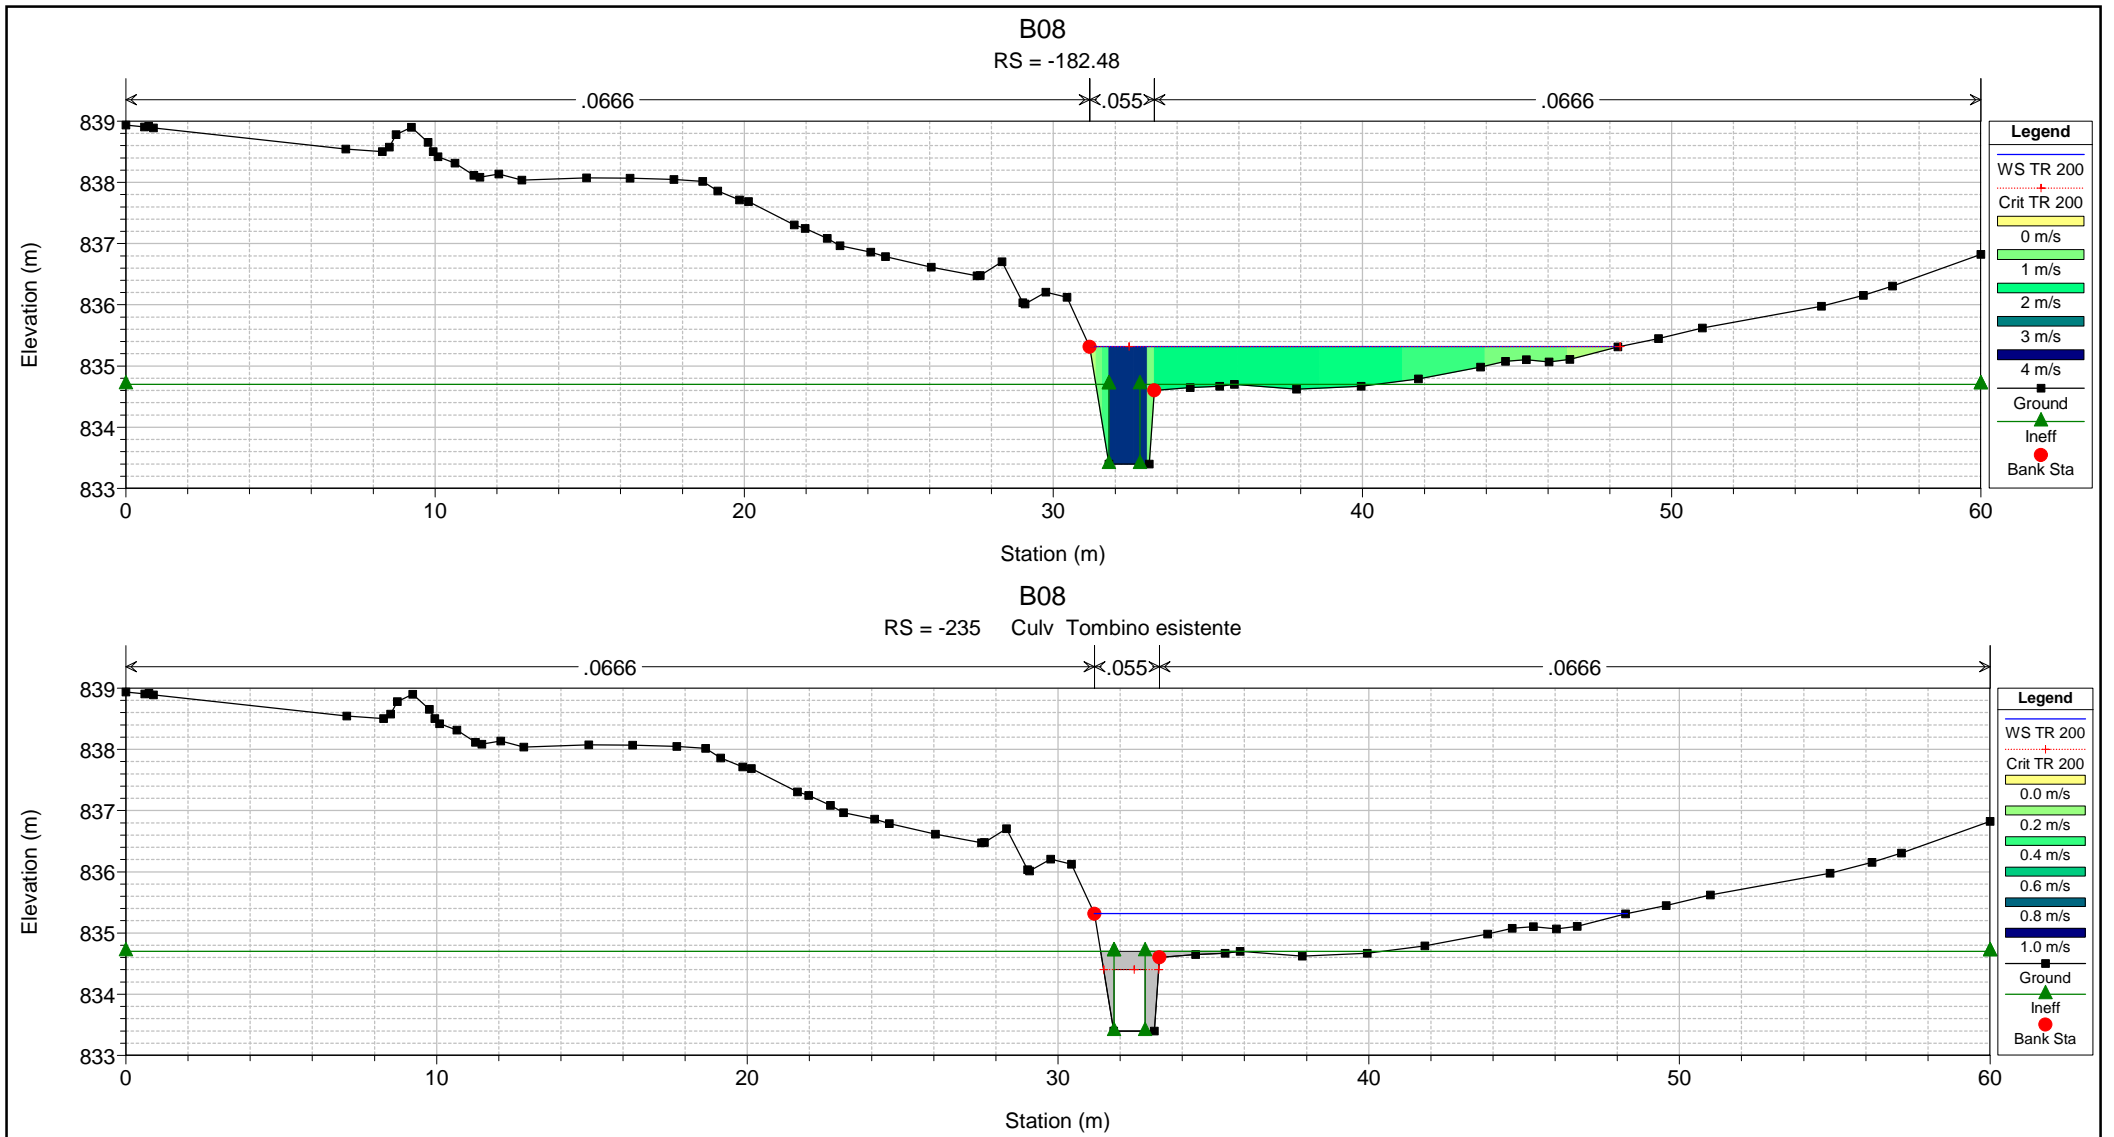 B08
RS = -182.48
.0666
.055
.0666
839
838
837
836
835
834
833
Elevation (m)
0
10
20
30
40
50
60
Station (m)
Legend
WS TR 200
Crit TR 200
0 m/s
1 m/s
2 m/s
3 m/s
4 m/s
Ground
Ineff
Bank Sta
B08
RS = -235 Culv Tombino esistente
.0666
.055
.0666
839
838
837
836
835
834
833
Elevation (m)
0
10
20
30
40
50
60
Station (m)
Legend
WS TR 200
Crit TR 200
0.0 m/s
0.2 m/s
0.4 m/s
0.6 m/s
0.8 m/s
1.0 m/s
Ground
Ineff
Bank Sta